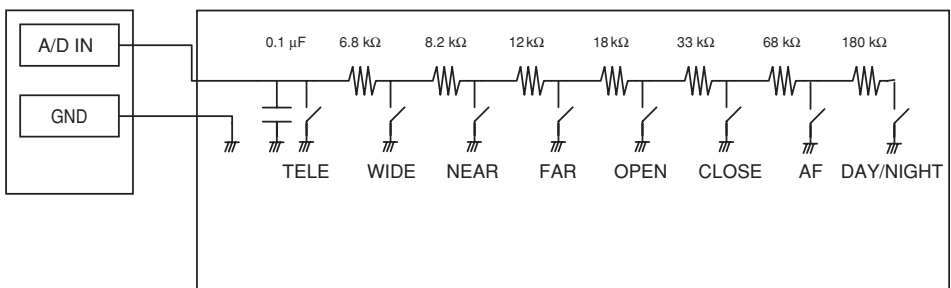 A/D IN
GND
0.1 µF 6.8 kΩ 8.2 kΩ 12 kΩ 18 kΩ 33 kΩ 68 kΩ 180 kΩ
TELE WIDE NEAR FAR OPEN CLOSE AF DAY/NIGHT